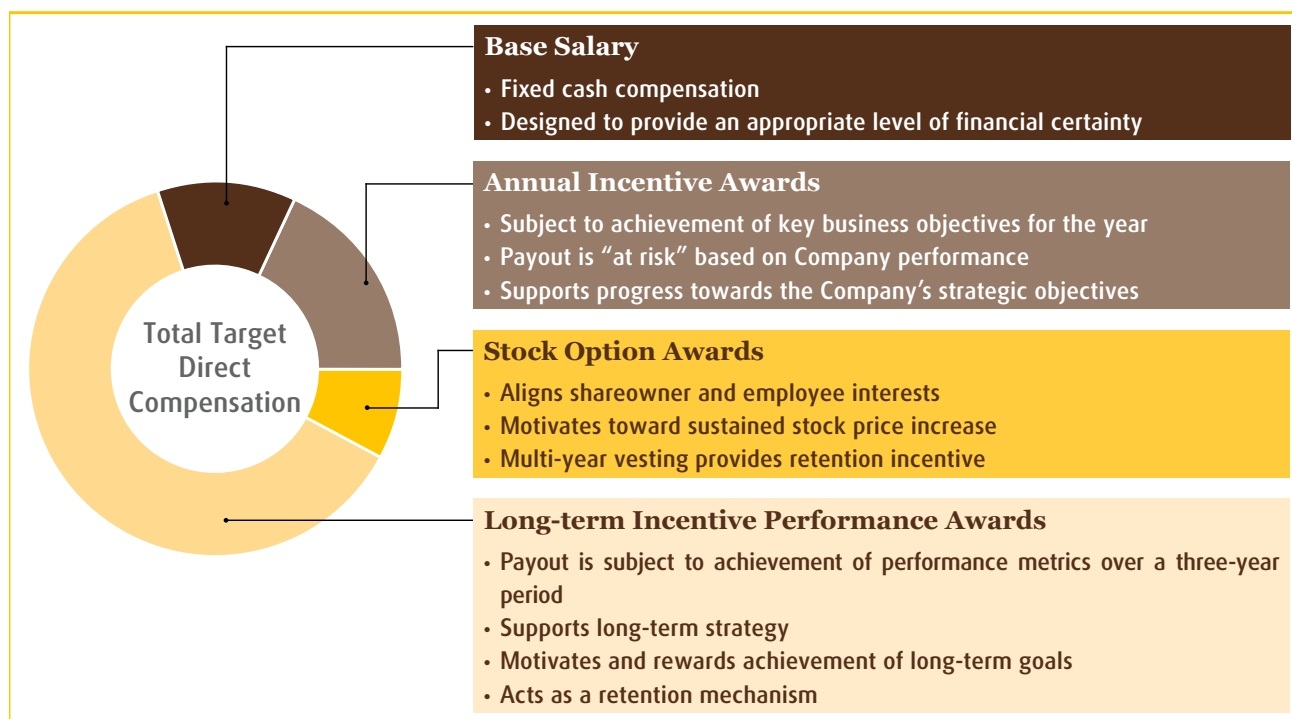 Total Target
Direct
Compensation
Base Salary
• Fixed cash compensation
• Designed to provide an appropriate level of financial certainty
Annual Incentive Awards
• Subject to achievement of key business objectives for the year
• Payout is “at risk” based on Company performance
• Supports progress towards the Company’s strategic objectives
Stock Option Awards
• Aligns shareowner and employee interests
• Motivates toward sustained stock price increase
• Multi-year vesting provides retention incentive
Long-term Incentive Performance Awards
• Payout is subject to achievement of performance metrics over a three-year
period
• Supports long-term strategy
• Motivates and rewards achievement of long-term goals
• Acts as a retention mechanism